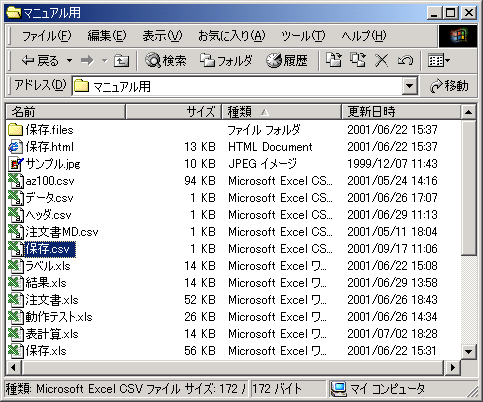 マニュアル用
ファイル(F) 編集(E) 表示(V) お気に入り(A) ツール(T) ヘルプ(H)
戻る 検索 フォルダ 履歴
アドレス(D) マニュアル用 移動
名前 サイズ 種類 更新日時
保存.files ファイル フォルダ 2001/06/22 15:37
保存.html 13 KB HTML Document 2001/06/22 15:37
サンプル.jpg 10 KB JPEG イメージ 1999/12/07 11:43
az100.csv 94 KB Microsoft Excel CS... 2001/05/24 14:16
データ.csv 1 KB Microsoft Excel CS... 2001/06/26 17:07
ヘッダ.csv 1 KB Microsoft Excel CS... 2001/06/29 11:13
注文書MD.csv 1 KB Microsoft Excel CS... 2001/05/11 18:04
保存.csv 1 KB Microsoft Excel CS... 2001/09/17 11:06
ラベル.xls 14 KB Microsoft Excel ワ... 2001/06/22 15:08
結果.xls 14 KB Microsoft Excel ワ... 2001/06/29 13:58
注文書.xls 52 KB Microsoft Excel ワ... 2001/06/26 18:43
動作テスト.xls 26 KB Microsoft Excel ワ... 2001/06/26 14:34
表計算.xls 14 KB Microsoft Excel ワ... 2001/07/02 18:28
保存.xls 56 KB Microsoft Excel ワ... 2001/06/22 15:31
種類: Microsoft Excel CSV ファイル サイズ: 172 / 172 バイト マイ コンピュータ